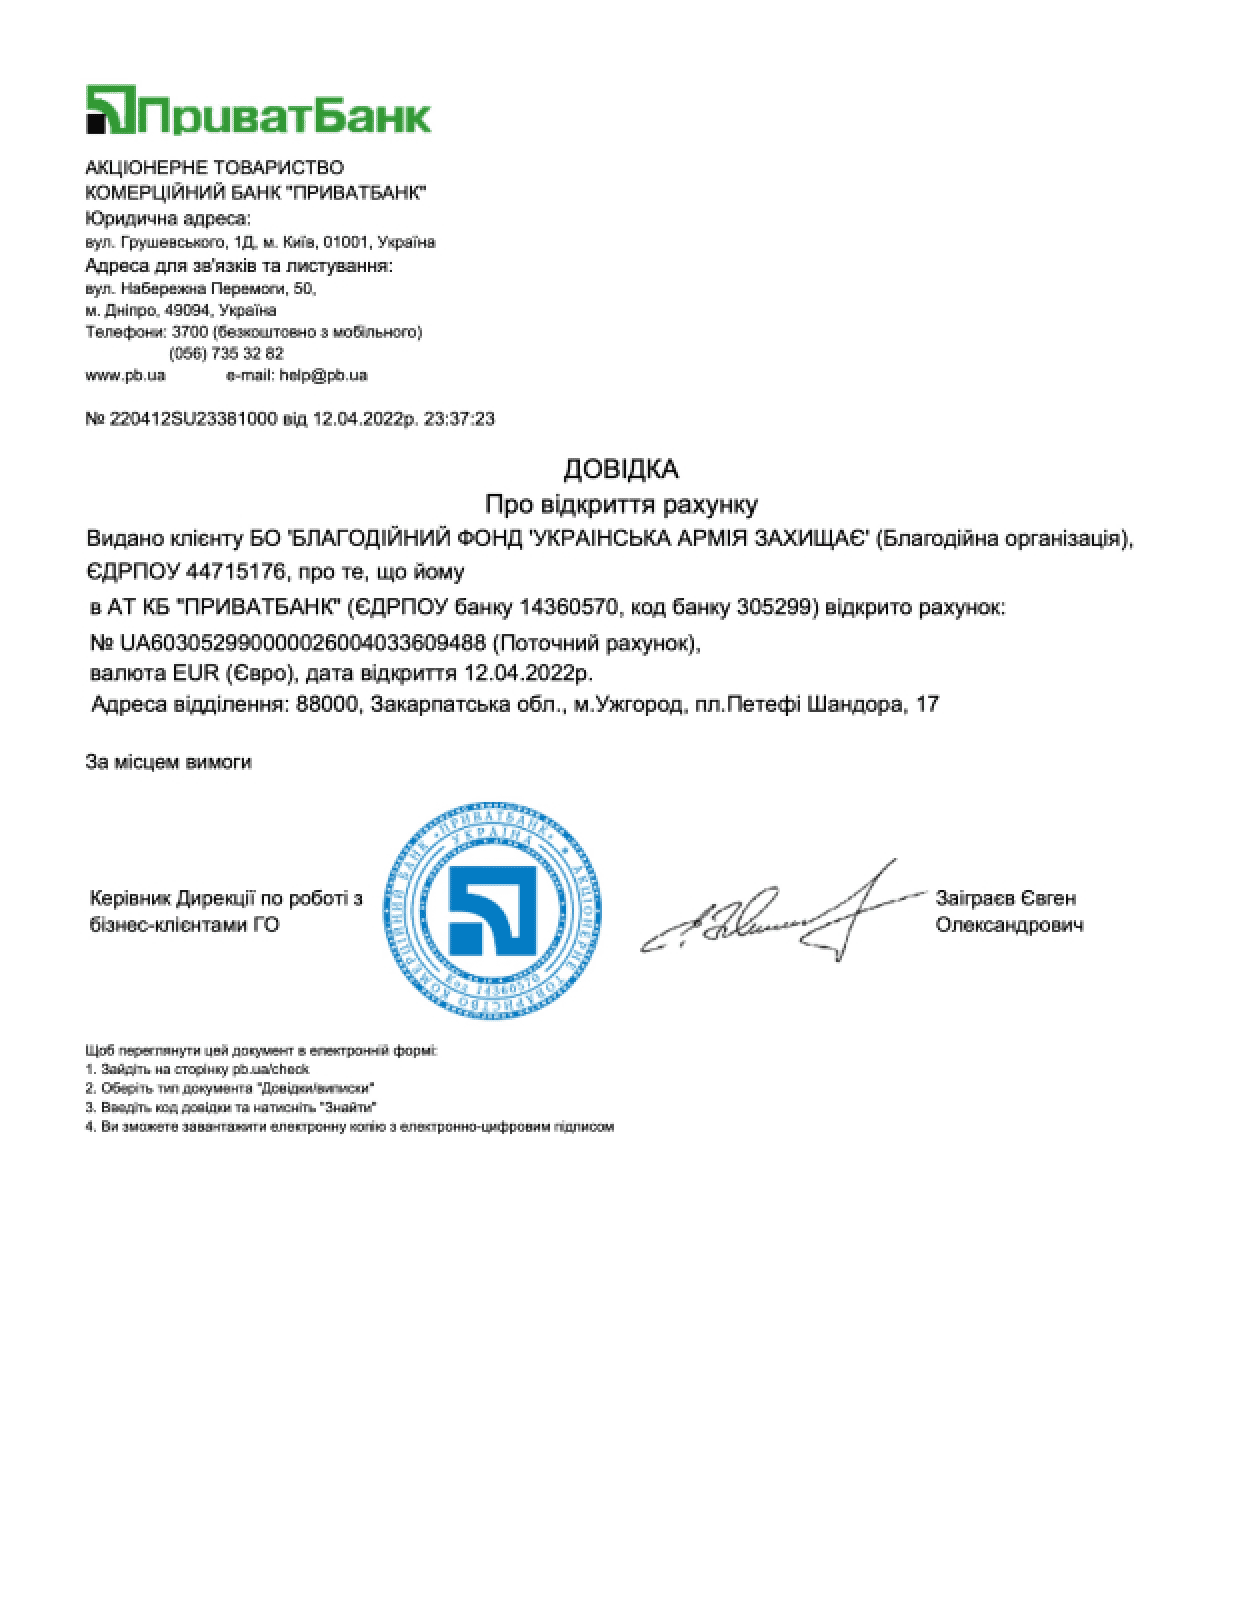 ПриватБанк
АКЦІОНЕРНЕ ТОВАРИСТВО
КОМЕРЦІЙНИЙ БАНК "ПРИВАТБАНК"
Юридична адреса:
вул. Грушевського, 1Д, м. Київ, 01001, Україна
Адреса для зв'язків та листування:
вул. Набережна Перемоги, 50,
м. Дніпро, 49094, Україна
Телефони: 3700 (безкоштовно з мобільного)
(056) 735 32 82
www.pb.ua e-mail: help@pb.ua
№ 220412SU23381000 від 12.04.2022р. 23:37:23
ДОВІДКА
Про відкриття рахунку
Видано клієнту БО 'БЛАГОДІЙНИЙ ФОНД 'УКРАІНСЬКА АРМІЯ ЗАХИЩАЄ' (Благодійна організація),
ЄДРПОУ 44715176, про те, що йому
в АТ КБ "ПРИВАТБАНК" (ЄДРПОУ банку 14360570, код банку 305299) відкрито рахунок:
№ UA603052990000026004033609488 (Поточний рахунок),
валюта EUR (Євро), дата відкриття 12.04.2022р.
Адреса відділення: 88000, Закарпатська обл., м.Ужгород, пл.Петефі Шандора, 17
За місцем вимоги
Керівник Дирекції по роботі з
бізнес-клієнтами ГО
АКЦІОНЕРНЕ ТОВАРИСТВО КОМЕРЦІЙНИЙ БАНК «ПРИВАТБАНК»
УКРАЇНА
Код 14360570
Заіграєв Євген
Олександрович
Щоб переглянути цей документ в електронній формі:
1. Зайдіть на сторінку pb.ua/check
2. Оберіть тип документа "Довідки/виписки"
3. Введіть код довідки та натисніть "Знайти"
4. Ви зможете завантажити електронну копію з електронно-цифровим підписом